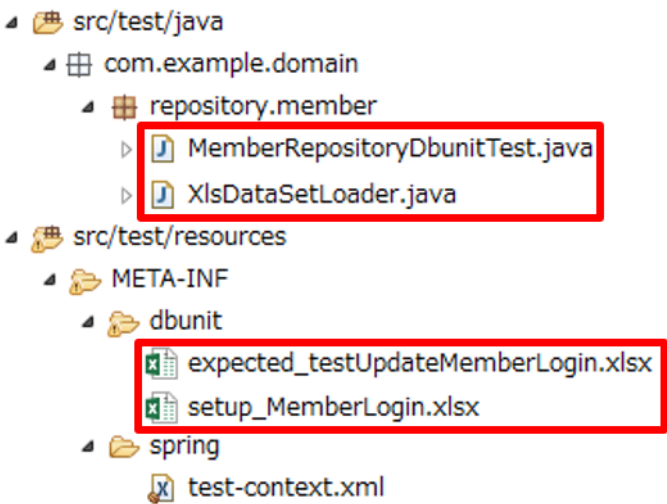 src/test/java
com.example.domain
repository.member
MemberRepositoryDbunitTest.java
XlsDataSetLoader.java
src/test/resources
META-INF
dbunit
expected_testUpdateMemberLogin.xlsx
setup_MemberLogin.xlsx
spring
test-context.xml